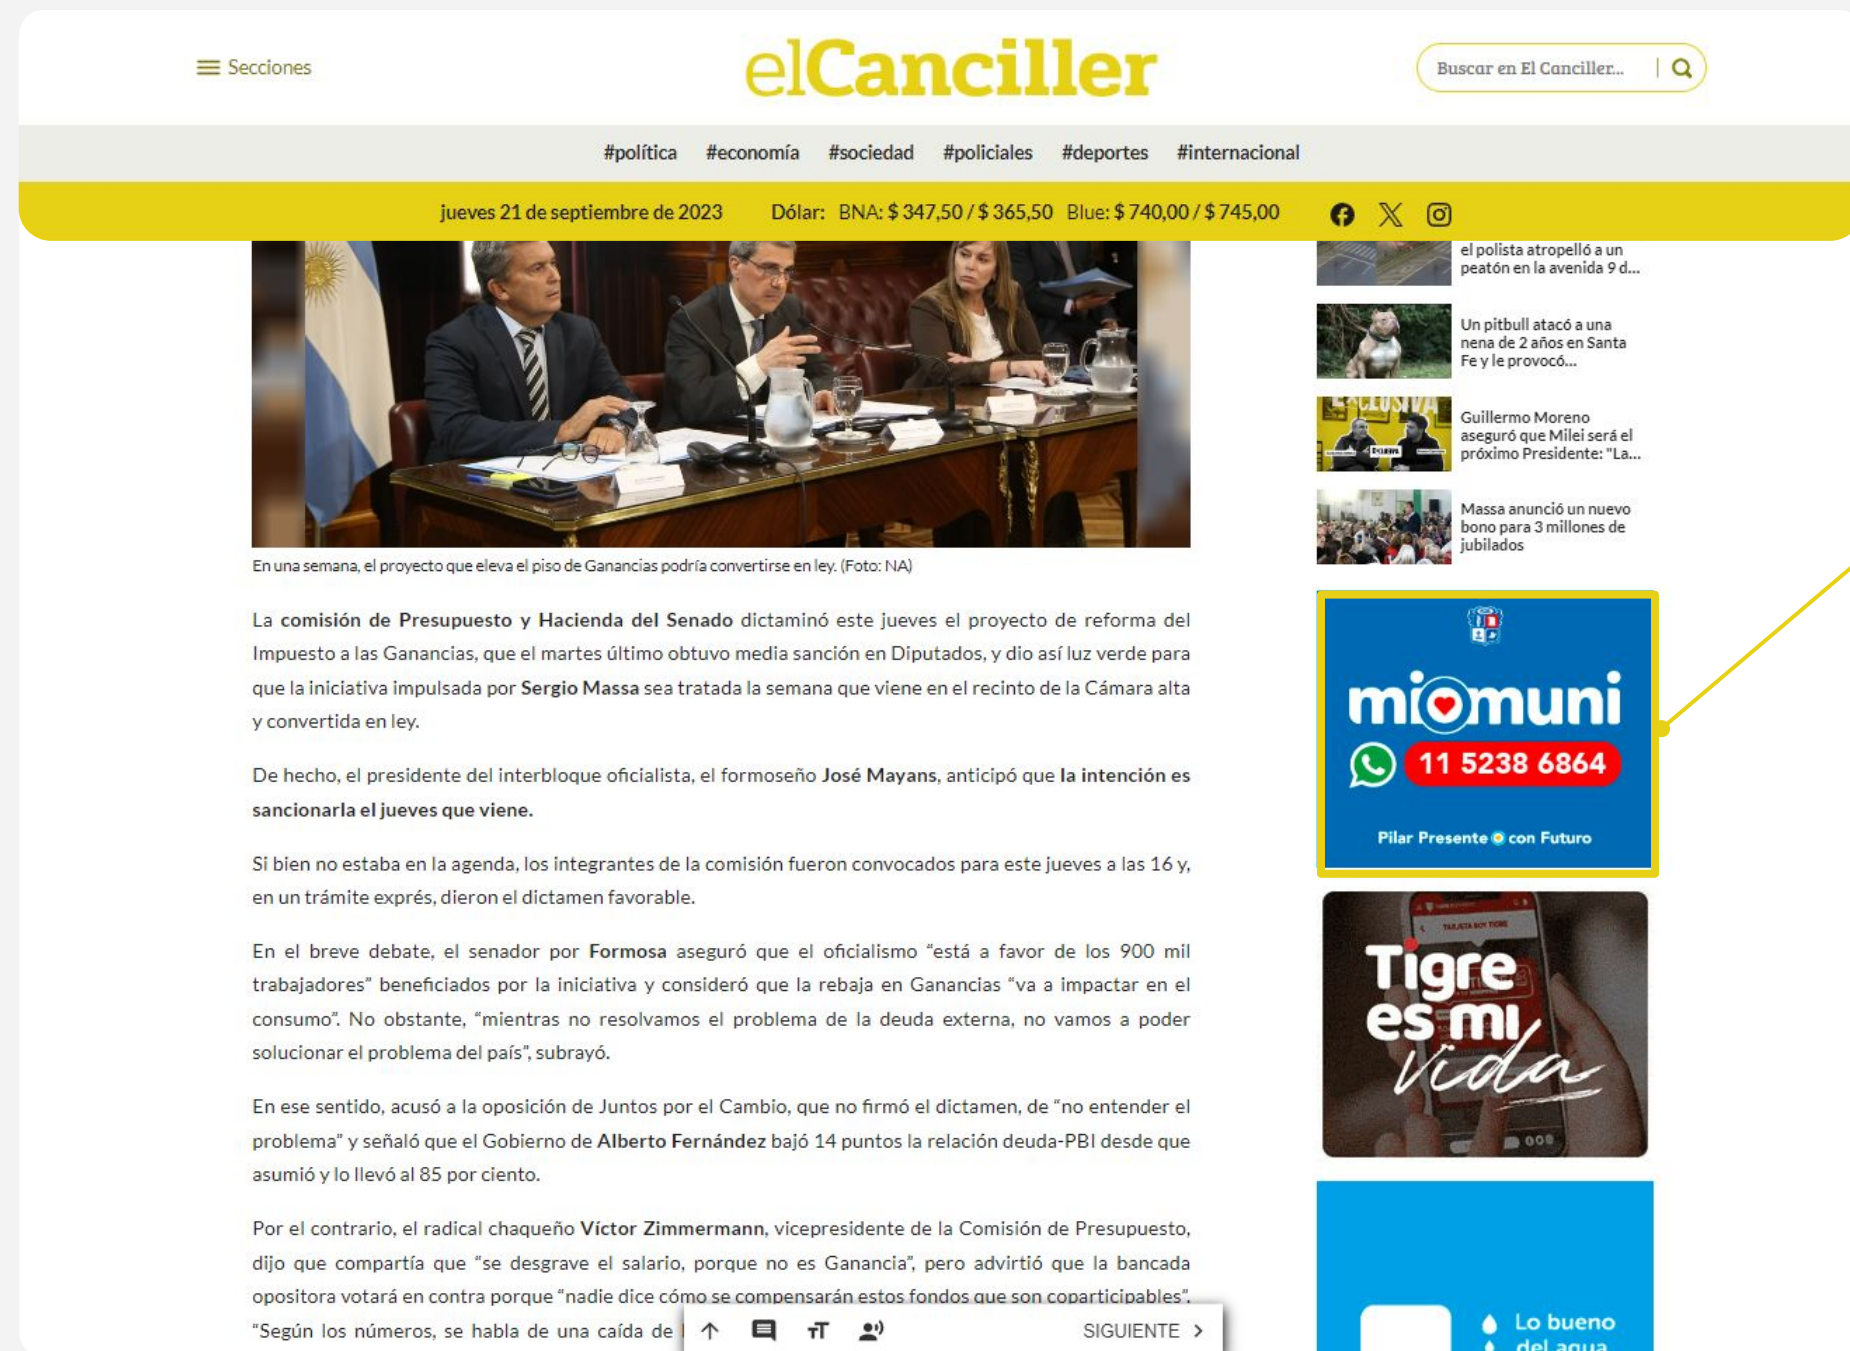 Secciones
elCanciller
Buscar en El Canciller...
#política #economía #sociedad #policiales #deportes #internacional
jueves 21 de septiembre de 2023 Dólar: BNA: $ 347,50 / $ 365,50 Blue: $ 740,00 / $ 745,00
En una semana, el proyecto que eleva el piso de Ganancias podría convertirse en ley. (Foto: NA)
La comisión de Presupuesto y Hacienda del Senado dictaminó este jueves el proyecto de reforma del
Impuesto a las Ganancias, que el martes último obtuvo media sanción en Diputados, y dio así luz verde para
que la iniciativa impulsada por Sergio Massa sea tratada la semana que viene en el recinto de la Cámara alta
y convertida en ley.
De hecho, el presidente del interbloque oficialista, el formoseño José Mayans, anticipó que la intención es
sancionarla el jueves que viene.
Si bien no estaba en la agenda, los integrantes de la comisión fueron convocados para este jueves a las 16 y,
en un trámite exprés, dieron el dictamen favorable.
En el breve debate, el senador por Formosa aseguró que el oficialismo “está a favor de los 900 mil
trabajadores” beneficiados por la iniciativa y consideró que la rebaja en Ganancias “va a impactar en el
consumo”. No obstante, “mientras no resolvamos el problema de la deuda externa, no vamos a poder
solucionar el problema del país”, subrayó.
En ese sentido, acusó a la oposición de Juntos por el Cambio, que no firmó el dictamen, de “no entender el
problema” y señaló que el Gobierno de Alberto Fernández bajó 14 puntos la relación deuda-PBI desde que
asumió y lo llevó al 85 por ciento.
Por el contrario, el radical chaqueño Víctor Zimmermann, vicepresidente de la Comisión de Presupuesto,
dijo que compartía que “se desgrave el salario, porque no es Ganancia”, pero advirtió que la bancada
opositora votará en contra porque “nadie dice cómo se compensarán estos fondos que son coparticipables”.
“Según los números, se habla de una caída de
SIGUIENTE
el polista atropelló a un
peatón en la avenida 9 d...
Un pitbull atacó a una
nena de 2 años en Santa
Fe y le provocó...
EXCLUSIVA
Guillermo Moreno
aseguró que Milei será el
próximo Presidente: "La...
Massa anunció un nuevo
bono para 3 millones de
jubilados
miomuni
11 5238 6864
Pilar Presente con Futuro
TARJETA SOY TIGRE
Tigre
es mi
vida
Lo bueno
del agua